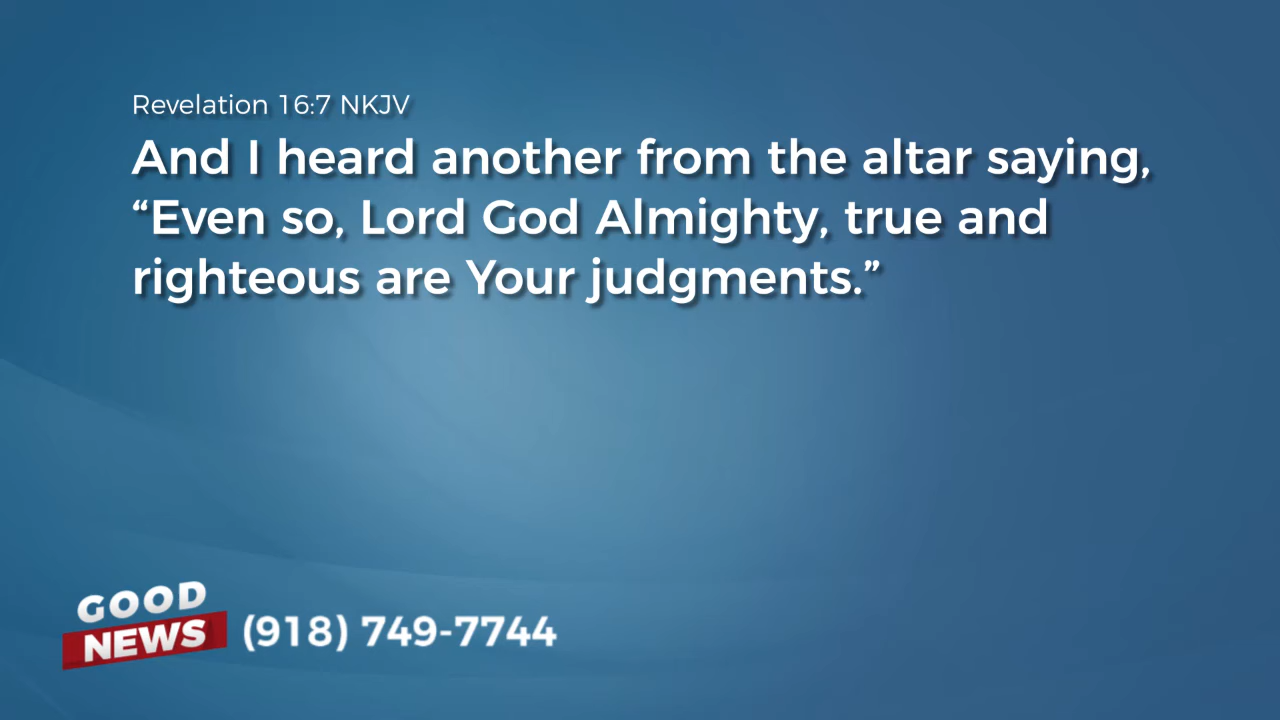 Revelation 16:7 NKJV
And I heard another from the altar saying,
“Even so, Lord God Almighty, true and
righteous are Your judgments.”
GOOD
NEWS
(918) 749-7744